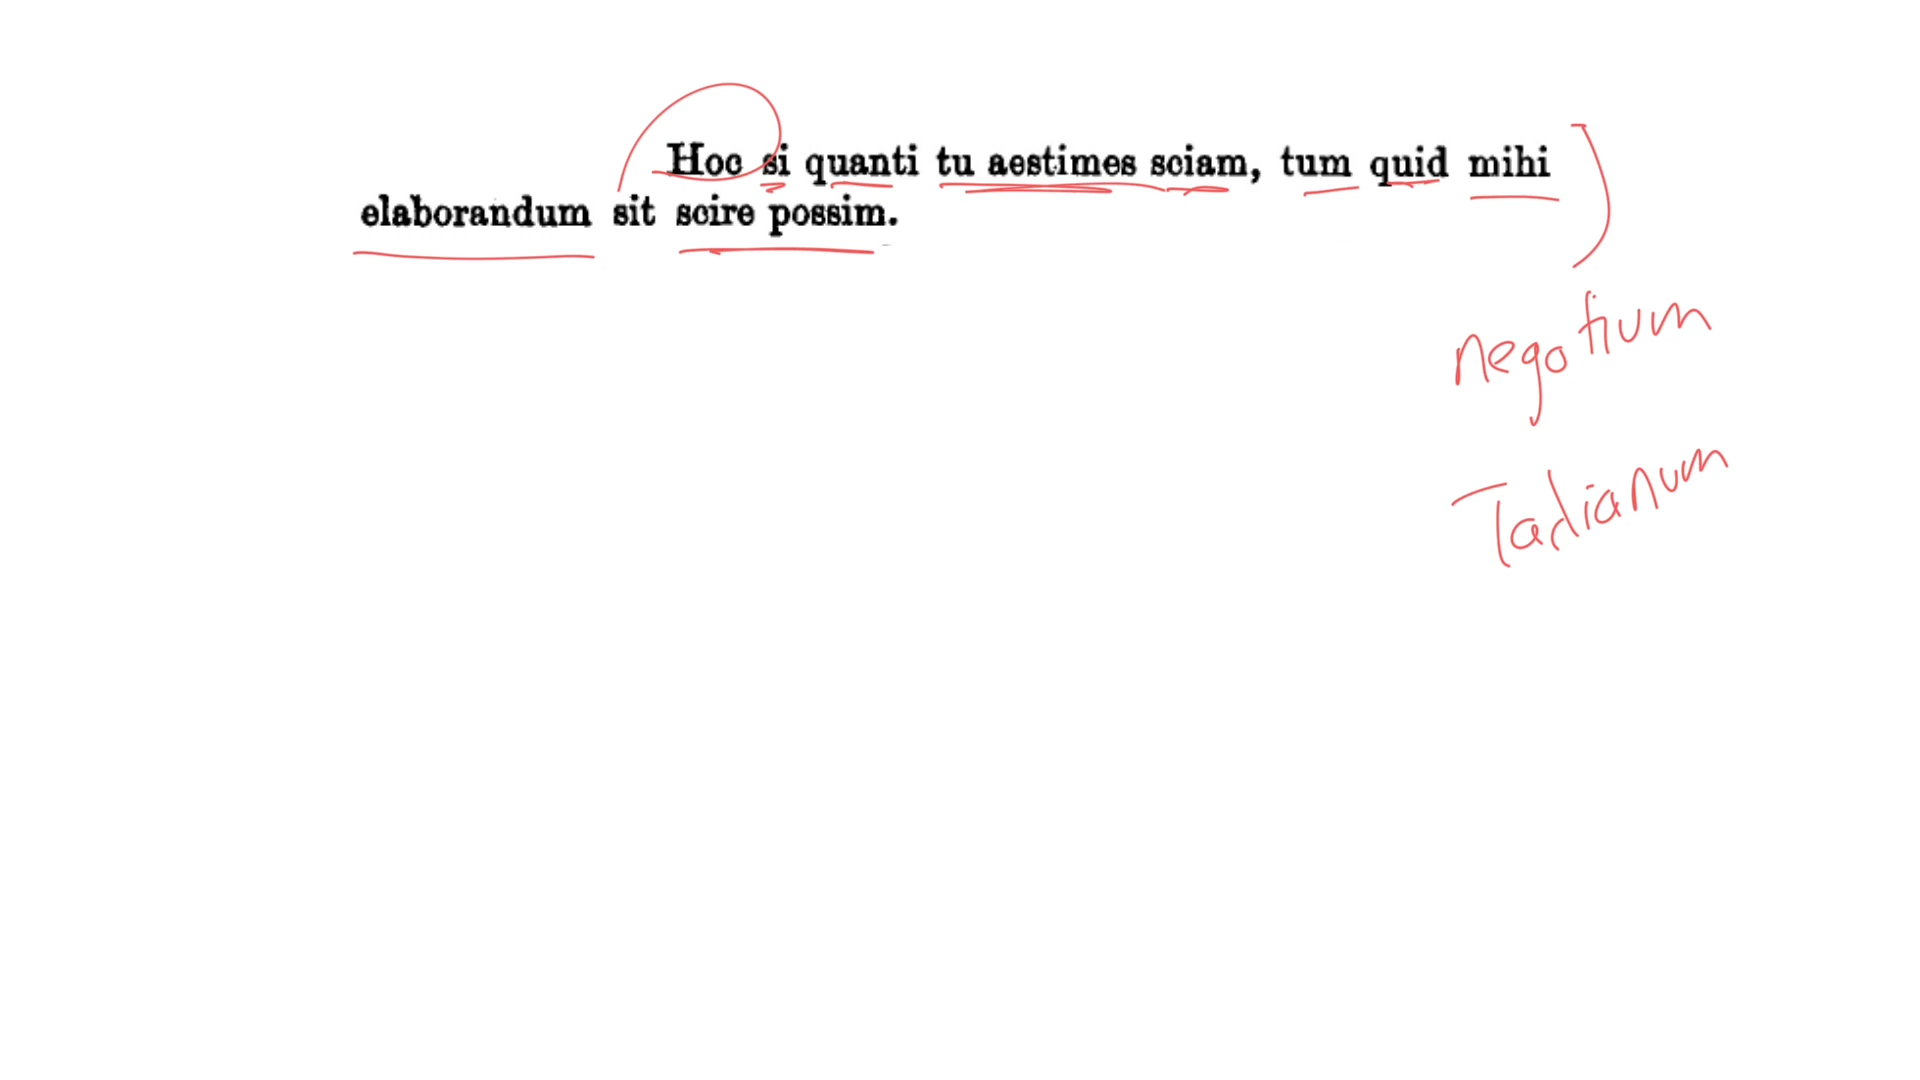 Hoc si quanti tu aestimes sciam, tum quid mihi
elaborandum sit scire possim.
negotium
Tadianum